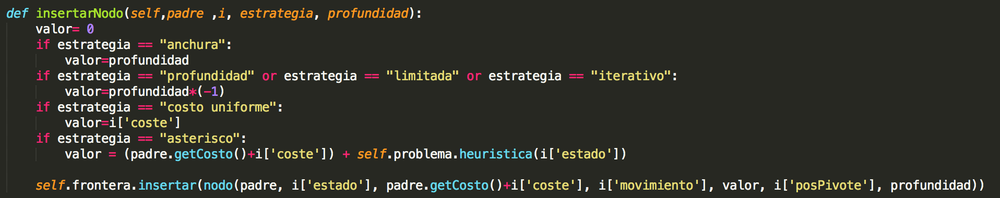 def insertarNodo(self,padre ,i, estrategia, profundidad):
    valor= 0
    if estrategia == "anchura":
        valor=profundidad
    if estrategia == "profundidad" or estrategia == "limitada" or estrategia == "iterativo":
        valor=profundidad*(-1)
    if estrategia == "costo uniforme":
        valor=i['coste']
    if estrategia == "asterisco":
        valor = (padre.getCosto()+i['coste']) + self.problema.heuristica(i['estado'])

    self.frontera.insertar(nodo(padre, i['estado'], padre.getCosto()+i['coste'], i['movimiento'], valor, i['posPivote'], profundidad))